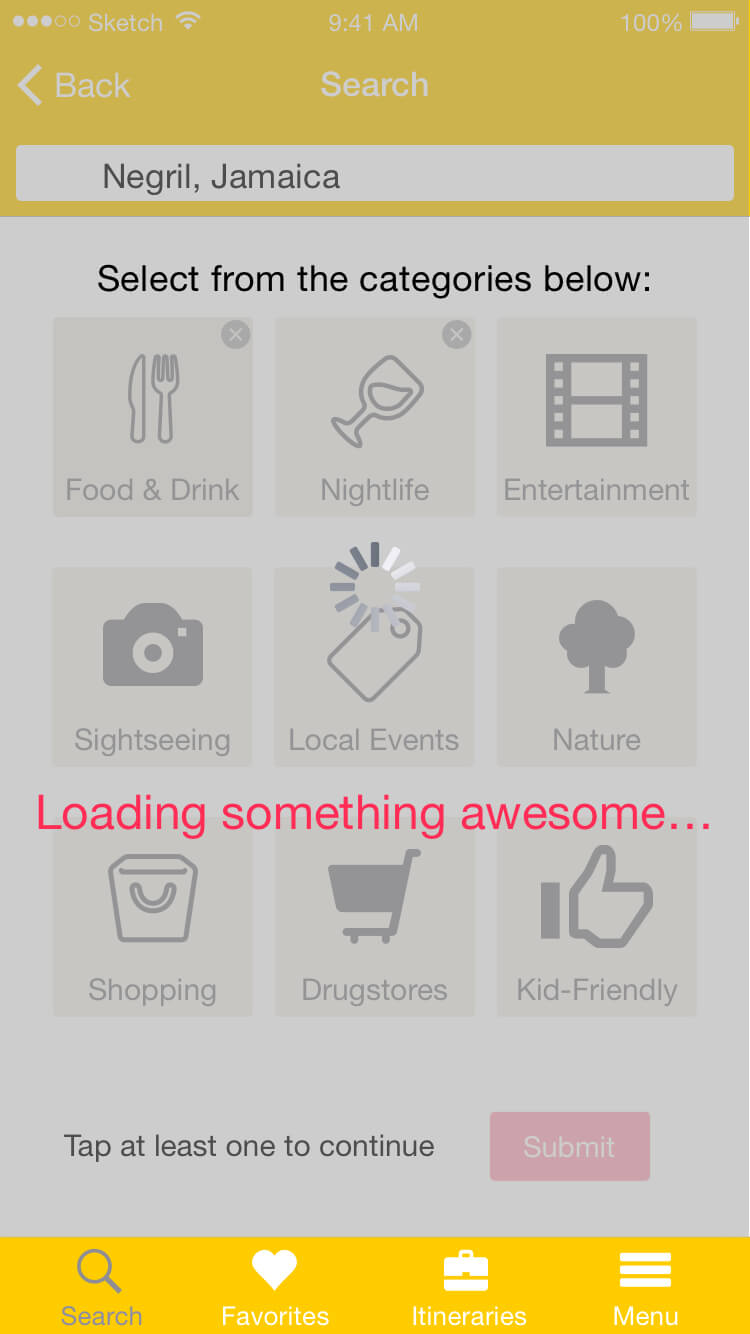 Sketch 9:41 AM 100%
Back Search
Negril, Jamaica
Select from the categories below:
Food & Drink Nightlife Entertainment
Sightseeing Local Events Nature
Loading something awesome...
Shopping Drugstores Kid-Friendly
Tap at least one to continue Submit
Search Favorites Itineraries Menu